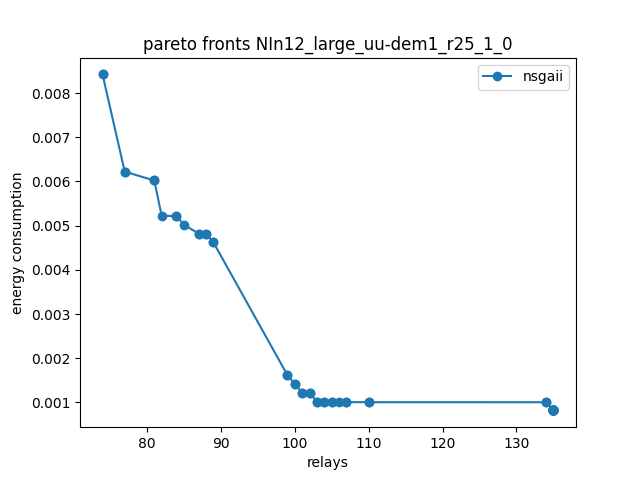 pareto fronts NIn12_large_uu-dem1_r25_1_0
nsgaii
energy consumption
0.008
0.007
0.006
0.005
0.004
0.003
0.002
0.001
80 90 100 110 120 130
relays